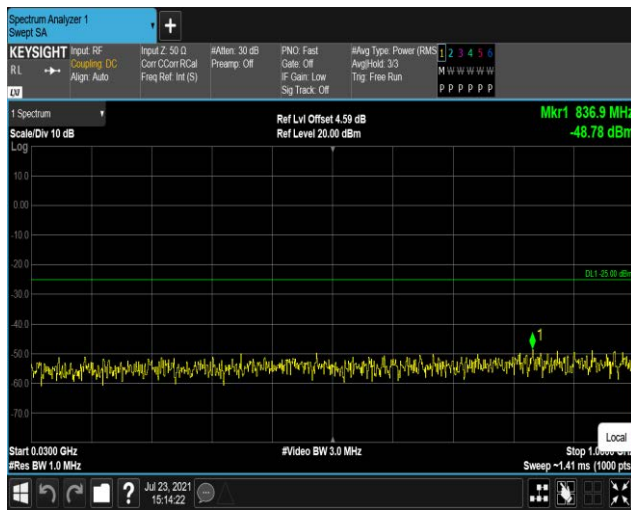 Spectrum Analyzer 1
Swept SA
+
KEYSIGHT
RL
LXI
Input: RF
Coupling: DC
Align: Auto
Input Z: 50 Ω
Corr CCorr RCal
Freq Ref: Int (S)
#Atten: 30 dB
Preamp: Off
PNO: Fast
Gate: Off
IF Gain: Low
Sig Track: Off
#Avg Type: Power (RMS
Avg|Hold: 3/3
Trig: Free Run
1 2 3 4 5 6
M W W W W W
P P P P P P
1 Spectrum
Scale/Div 10 dB
Log
Ref Lvl Offset 4.59 dB
Ref Level 20.00 dBm
Mkr1 836.9 MHz
-48.78 dBm
10.0
0.00
-10.0
-20.0
DL1 -25.00 dBm
-30.0
-40.0
1
-50.0
-60.0
-70.0
Local
Start 0.0300 GHz
#Res BW 1.0 MHz
#Video BW 3.0 MHz
Stop 1.0000 GHz
Sweep ~1.41 ms (1000 pts
?
Jul 23, 2021
15:14:22